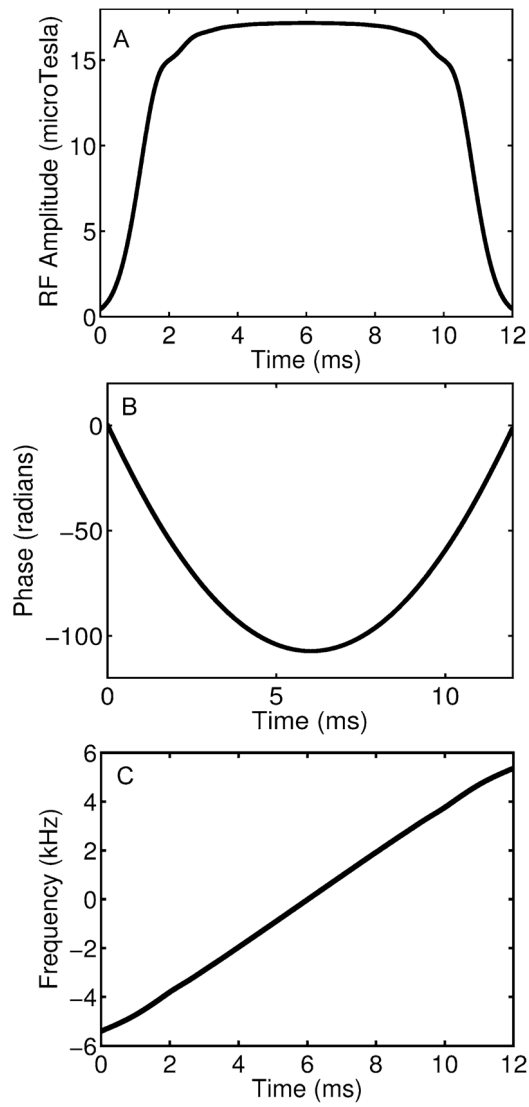 A
RF Amplitude (microTesla)
15
10
5
0
0 2 4 6 8 10 12
Time (ms)
B
Phase (radians)
0
−50
−100
0 5 10
Time (ms)
C
Frequency (kHz)
6
4
2
0
−2
−4
−6
0 2 4 6 8 10 12
Time (ms)